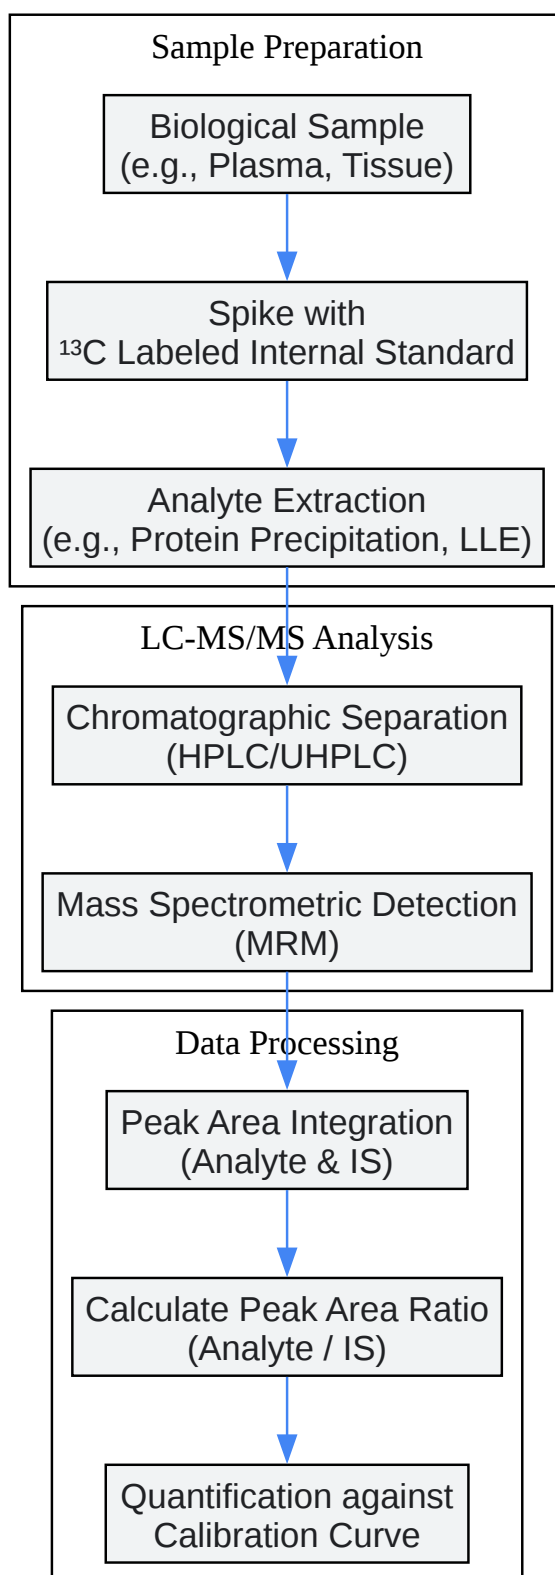 Sample Preparation
Biological Sample
(e.g., Plasma, Tissue)
Spike with
¹³C Labeled Internal Standard
Analyte Extraction
(e.g., Protein Precipitation, LLE)
LC-MS/MS Analysis
Chromatographic Separation
(HPLC/UHPLC)
Mass Spectrometric Detection
(MRM)
Data Processing
Peak Area Integration
(Analyte & IS)
Calculate Peak Area Ratio
(Analyte / IS)
Quantification against
Calibration Curve